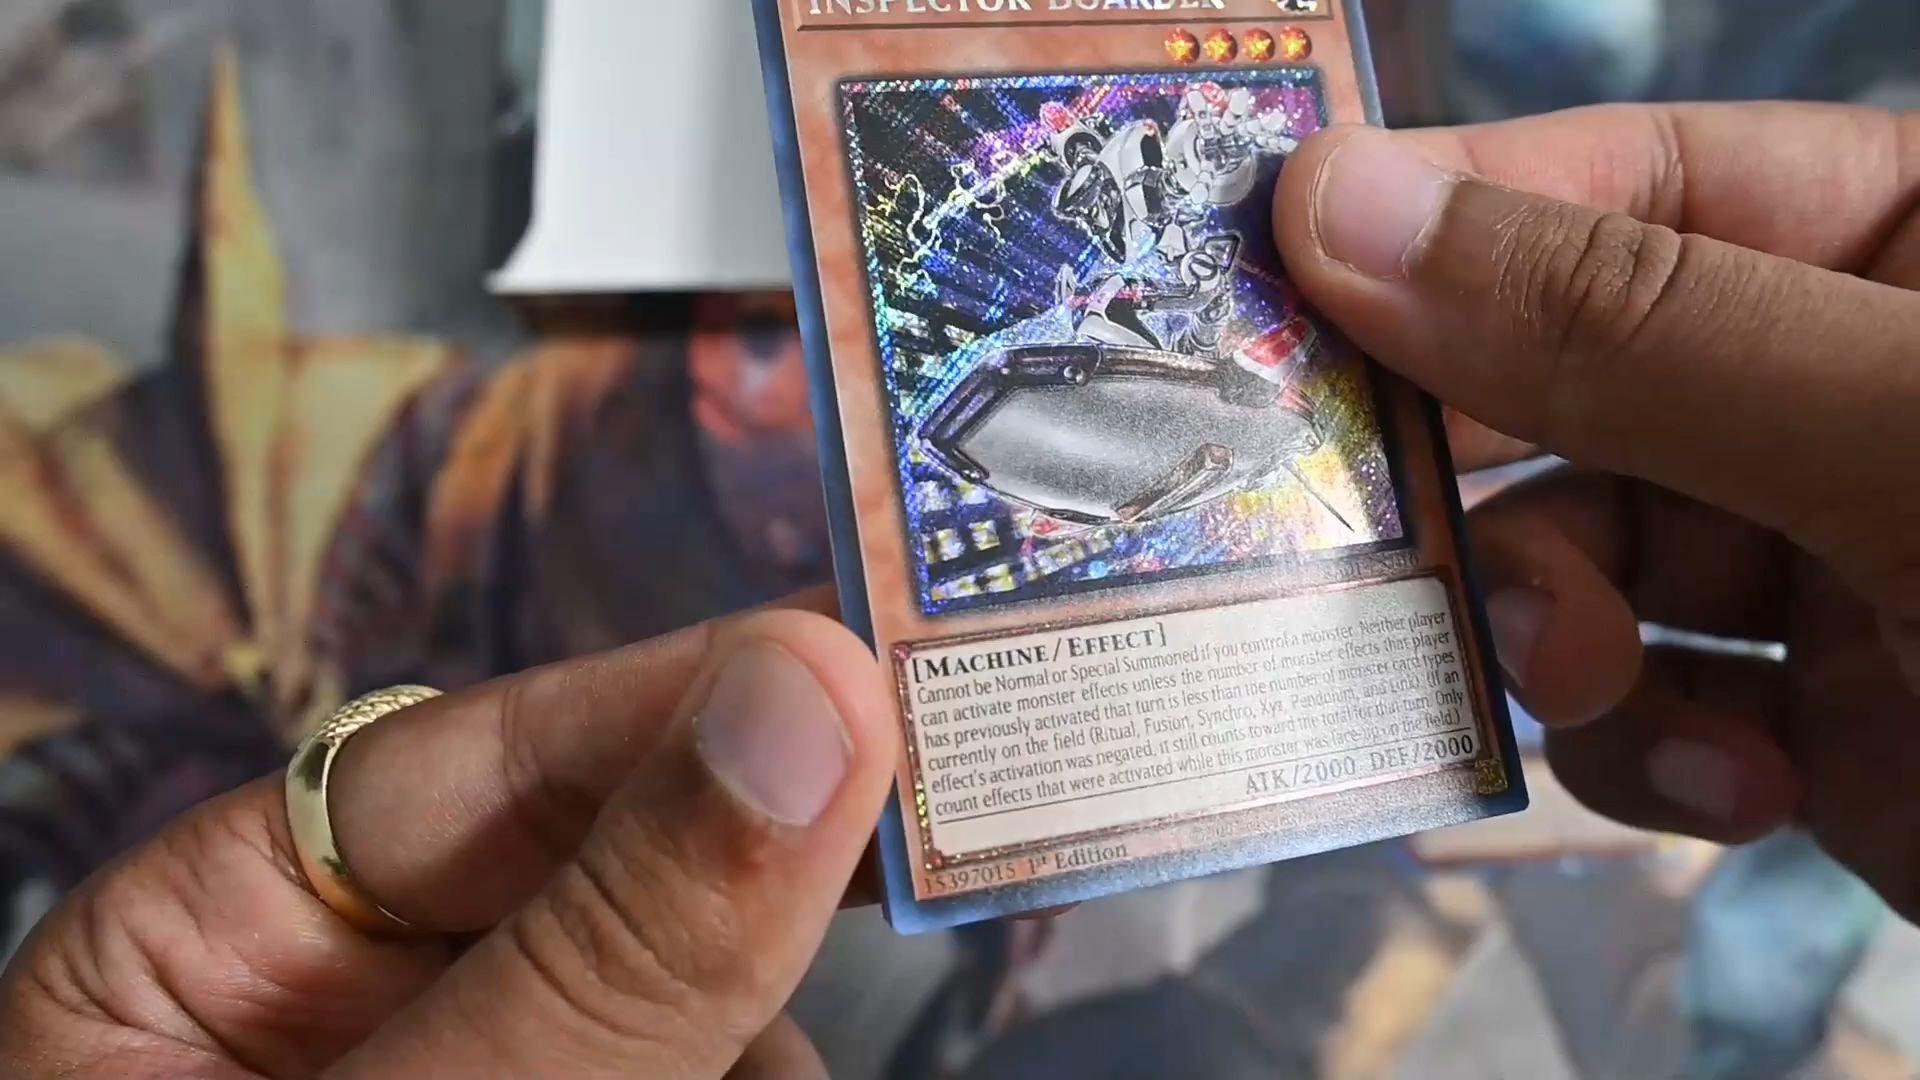 INSPECTOR BOARDER
[MACHINE/EFFECT]
Cannot be Normal or Special Summoned if you control a monster. Neither player
can activate monster effects unless the number of monster effects that player
has previously activated that turn is less than the number of monster card types
currently on the field (Ritual, Fusion, Synchro, Xyz, Pendulum, and Link). (If an
effect's activation was negated, it still counts toward the total for that turn. Only
count effects that were activated while this monster was face-up on the field.)
ATK/2000 DEF/2000
15397015 1st Edition